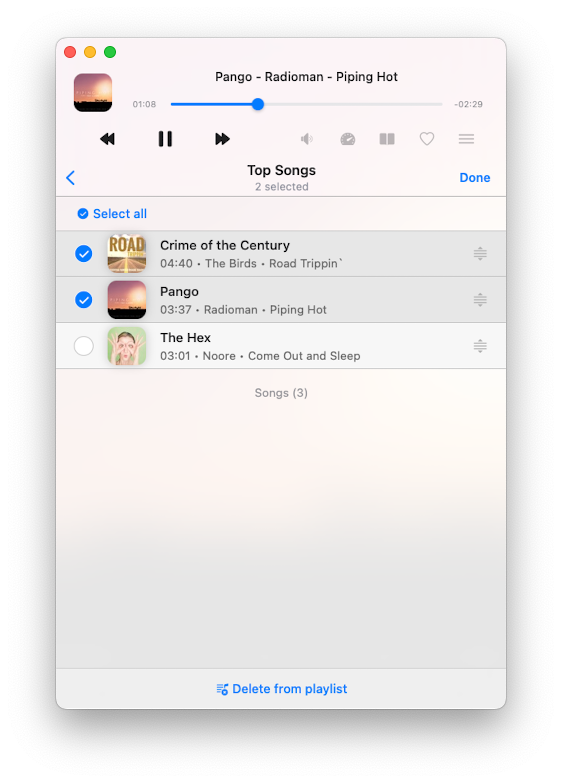 Pango - Radioman - Piping Hot
01:08
-02:29
Top Songs
2 selected
Done
Select all
ROAD
Crime of the Century
04:40 • The Birds • Road Trippin`
Pango
03:37 • Radioman • Piping Hot
The Hex
03:01 • Noore • Come Out and Sleep
Songs (3)
Delete from playlist